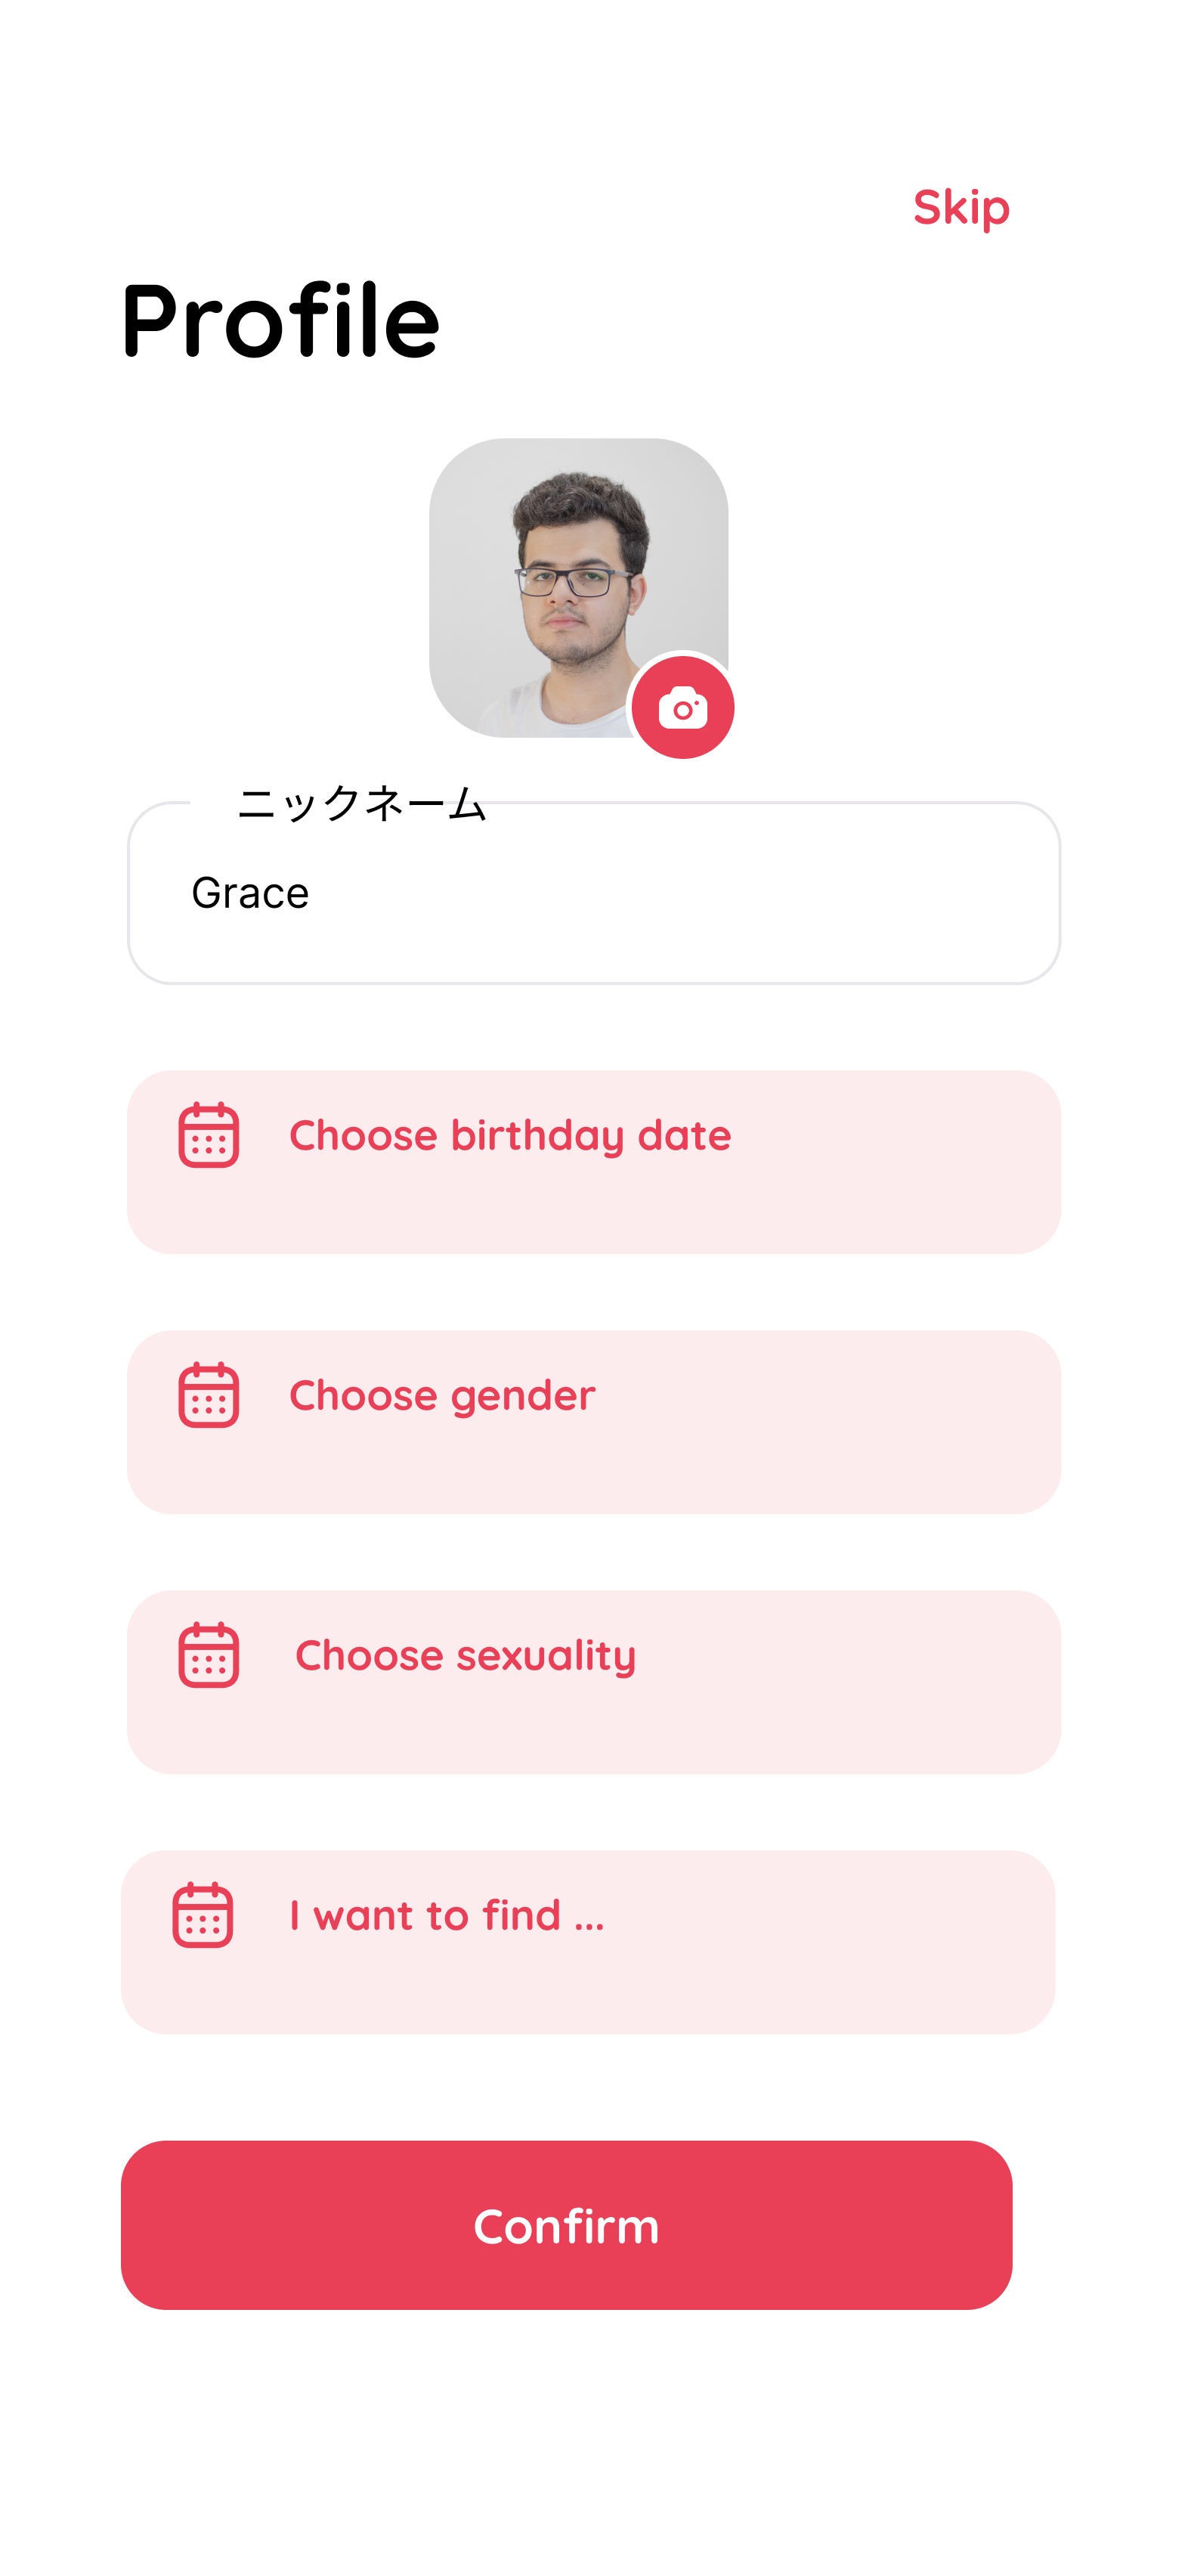 Skip
Profile
ニックネーム
Grace
Choose birthday date
Choose gender
Choose sexuality
I want to find ...
Confirm